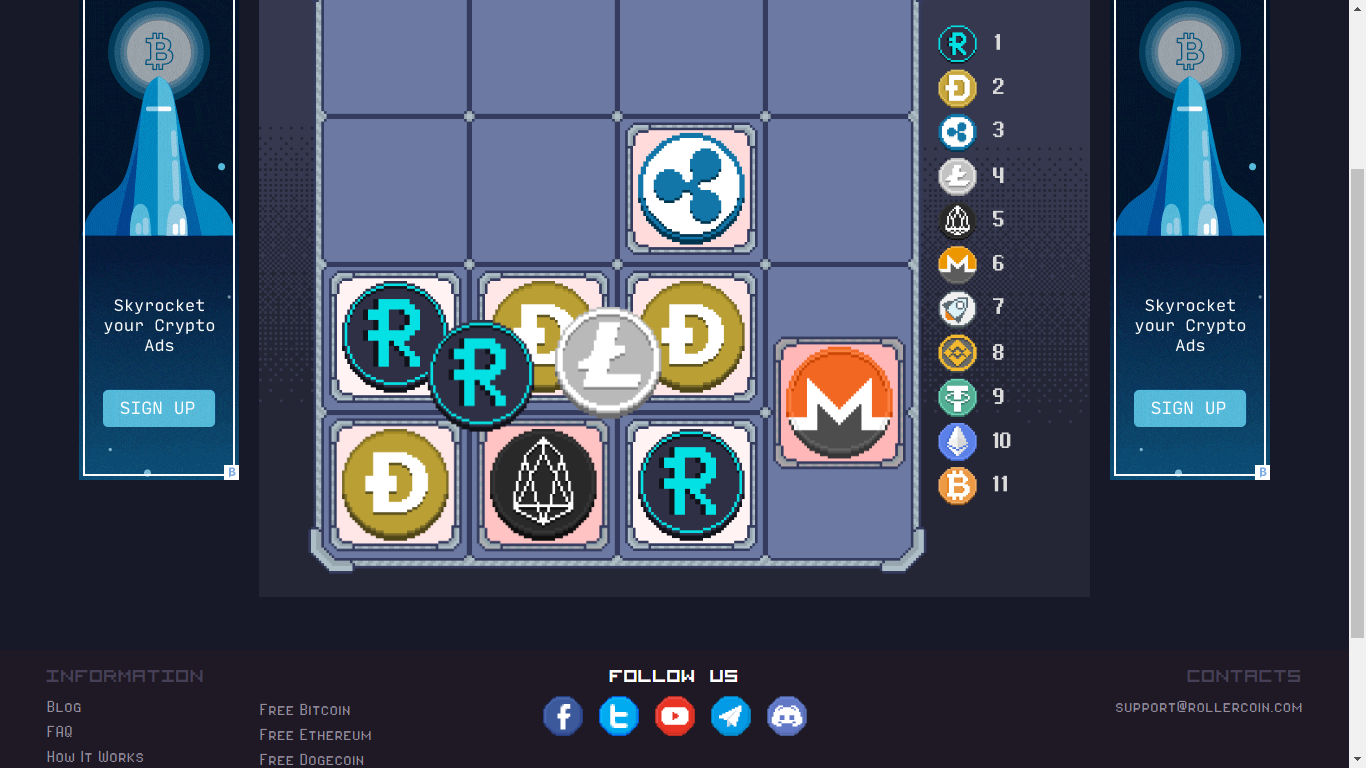 1
2
3
4
5
6
7
8
9
10
11
Skyrocket
your Crypto
Ads
SIGN UP
B
Skyrocket
your Crypto
Ads
SIGN UP
B
INFORMATION
Blog
FAQ
How It Works
Free Bitcoin
Free Ethereum
Free Dogecoin
FOLLOW US
CONTACTS
support@rollercoin.com